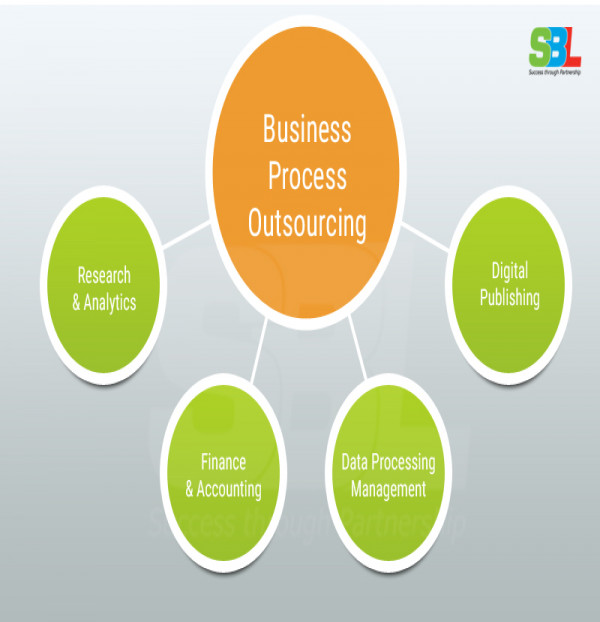 SBL
Success through Partnership
Business
Process
Outsourcing
Research
& Analytics
Digital
Publishing
Finance
& Accounting
Data Processing
Management
SBL
Success through Partnership